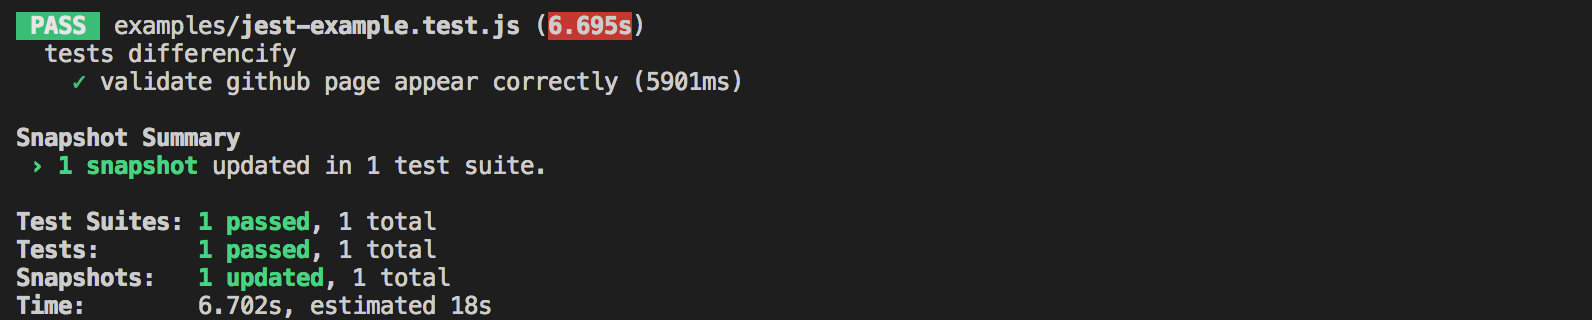 PASS examples/jest-example.test.js (6.695s)
tests differencify
✓ validate github page appear correctly (5901ms)
Snapshot Summary
› 1 snapshot updated in 1 test suite.
Test Suites: 1 passed, 1 total
Tests: 1 passed, 1 total
Snapshots: 1 updated, 1 total
Time: 6.702s, estimated 18s